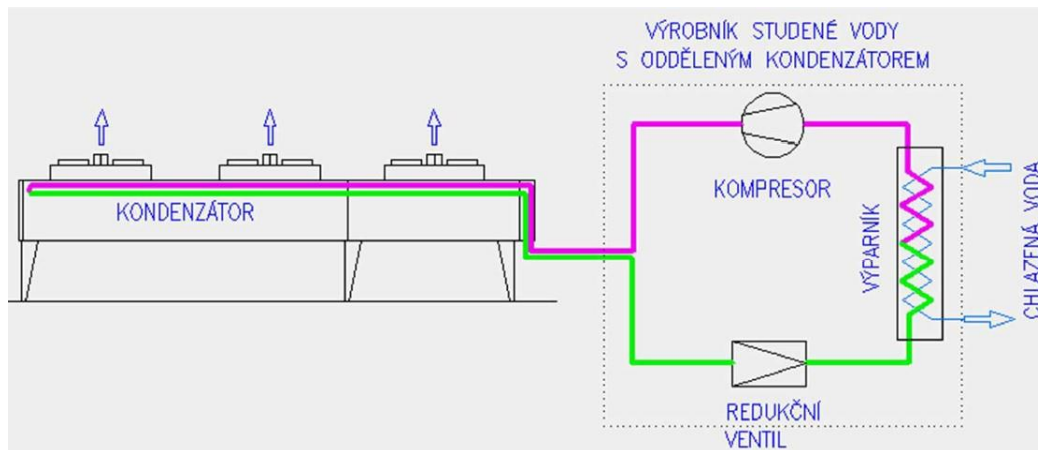 VÝROBNÍK STUDENÉ VODY
S ODDĚLENÝM KONDENZÁTOREM
KONDENZÁTOR
KOMPRESOR
VÝPARNÍK
CHLAZENÁ VODA
REDUKČNÍ
VENTIL